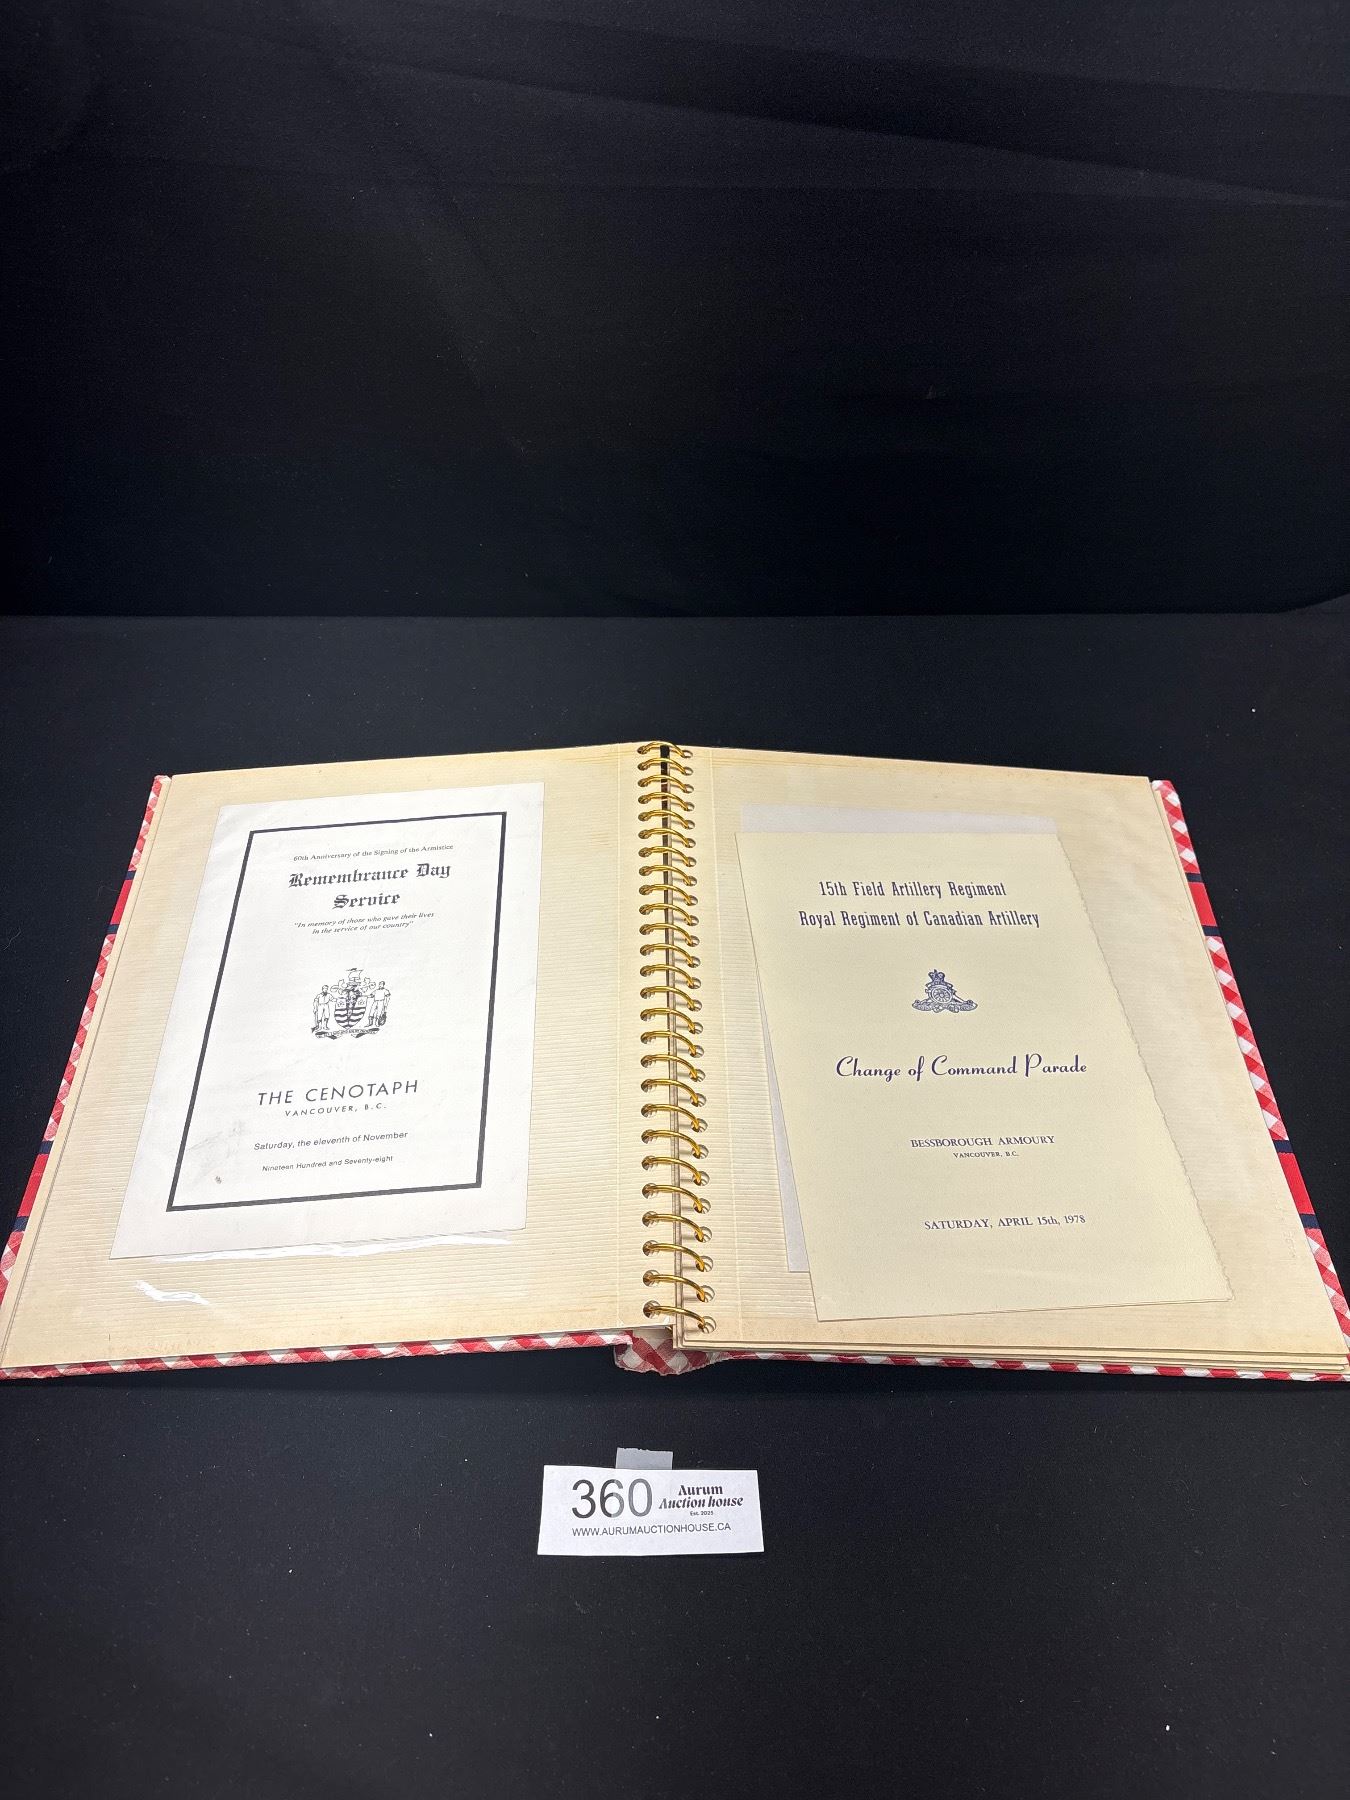 60th Anniversary of the Signing of the Armistice
Remembrance Day
Service
"In memory of those who gave their lives
in the service of our country"
THE CENOTAPH
VANCOUVER, B.C.
Saturday, the eleventh of November
Nineteen Hundred and Seventy-eight
15th Field Artillery Regiment
Royal Regiment of Canadian Artillery
Change of Command Parade
BESSBOROUGH ARMOURY
VANCOUVER, B.C.
SATURDAY, APRIL 15th, 1978
360
Aurum
Auction house
Est. 2025
WWW.AURUMAUCTIONHOUSE.CA